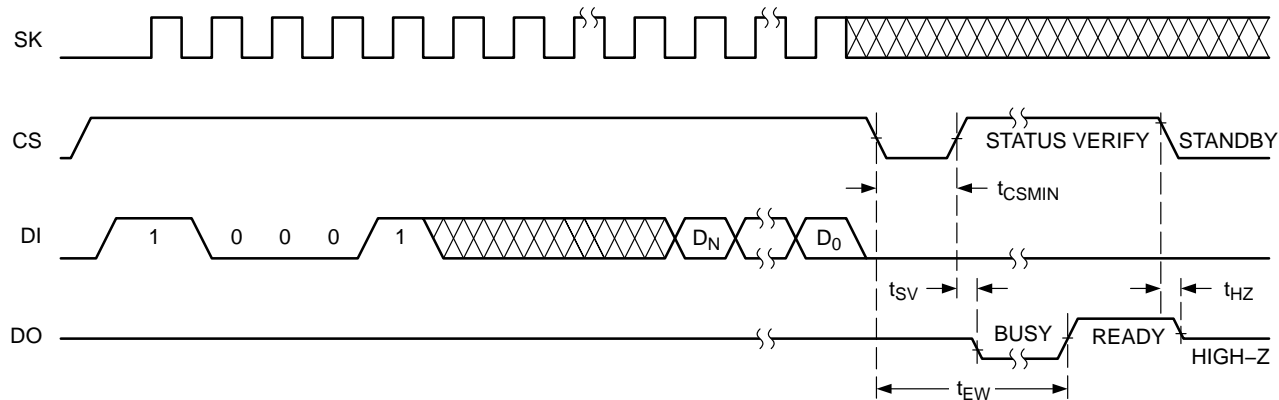 SK
CS
STATUS VERIFY
STANDBY
tCSMIN
DI
1
0
0
0
1
DN
D0
tSV
tHZ
DO
BUSY
READY
HIGH–Z
tEW